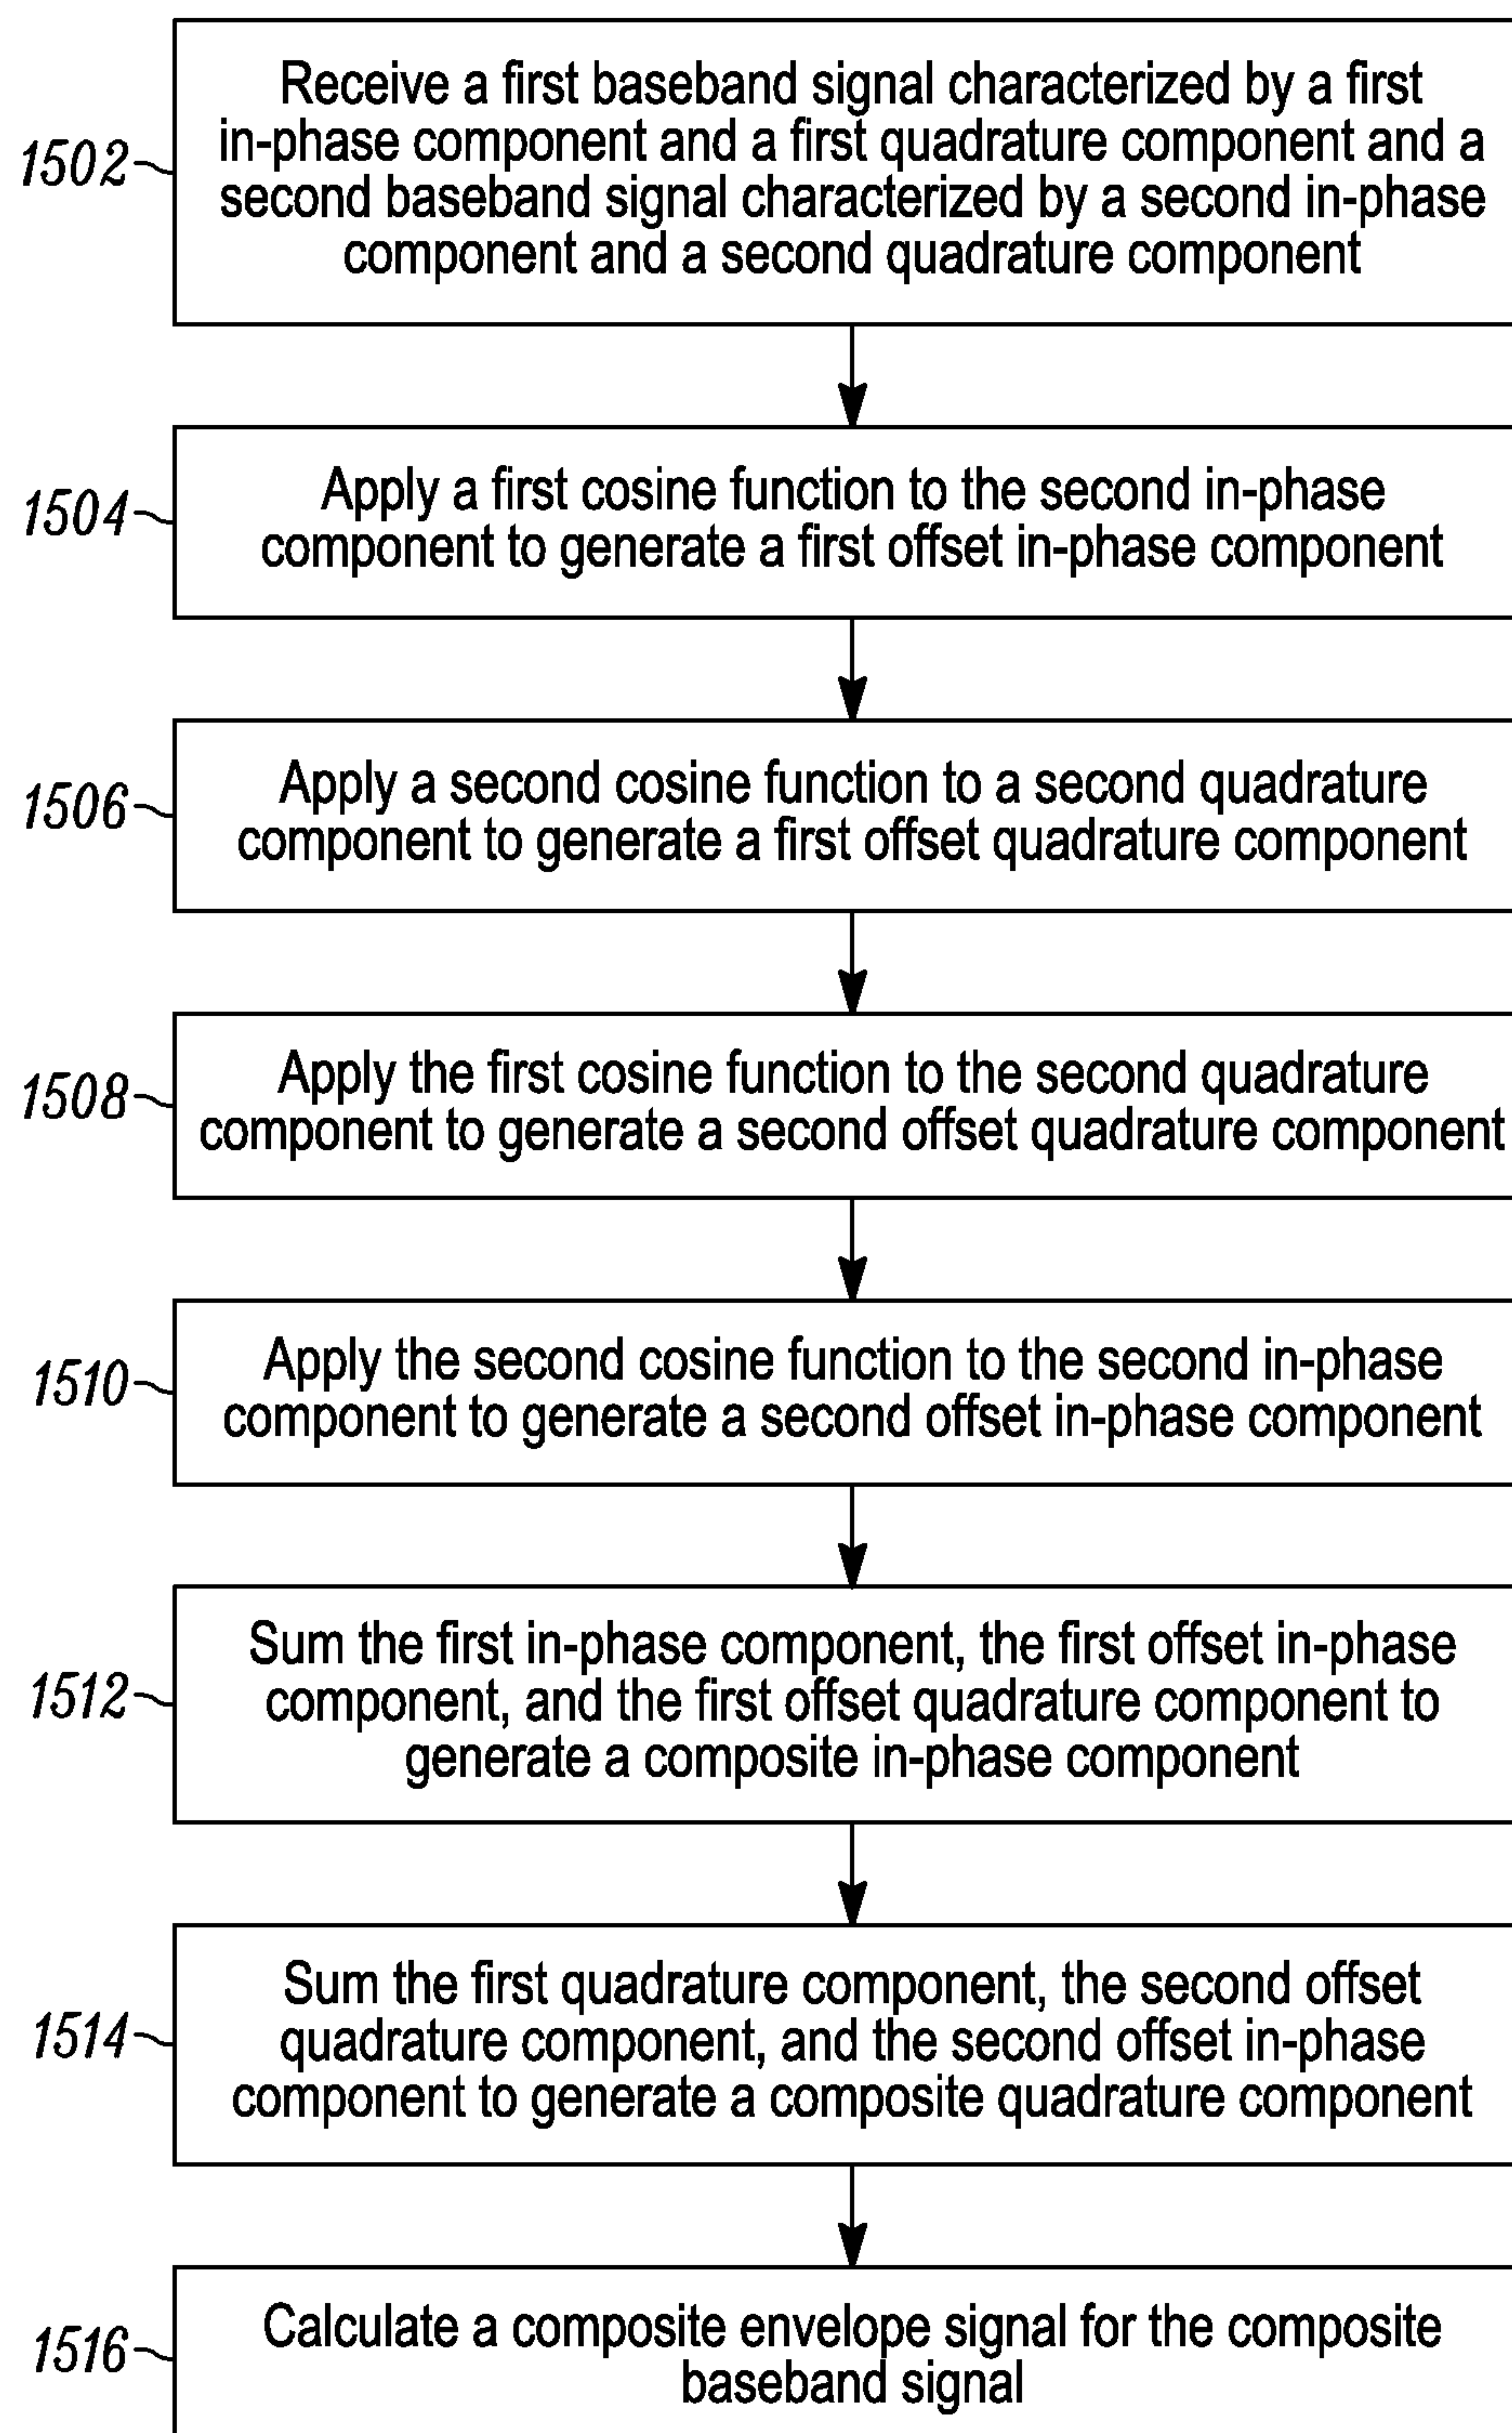 Receive a first baseband signal characterized by a first
in-phase component and a first quadrature component and a
1502
second baseband signal characterized by a second in-phase
component and a second quadrature component
Apply a first cosine function to the second in-phase
1504
component to generate a first offset in-phase component
Apply a second cosine function to a second quadrature
1506
component to generate a first offset quadrature component
Apply the first cosine function to the second quadrature
1508
component to generate a second offset quadrature component
Apply the second cosine function to the second in-phase
1510
component to generate a second offset in-phase component
Sum the first in-phase component, the first offset in-phase
1512
component, and the first offset quadrature component to
generate a composite in-phase component
Sum the first quadrature component, the second offset
1514
quadrature component, and the second offset in-phase
component to generate a composite quadrature component
Calculate a composite envelope signal for the composite
1516
baseband signal